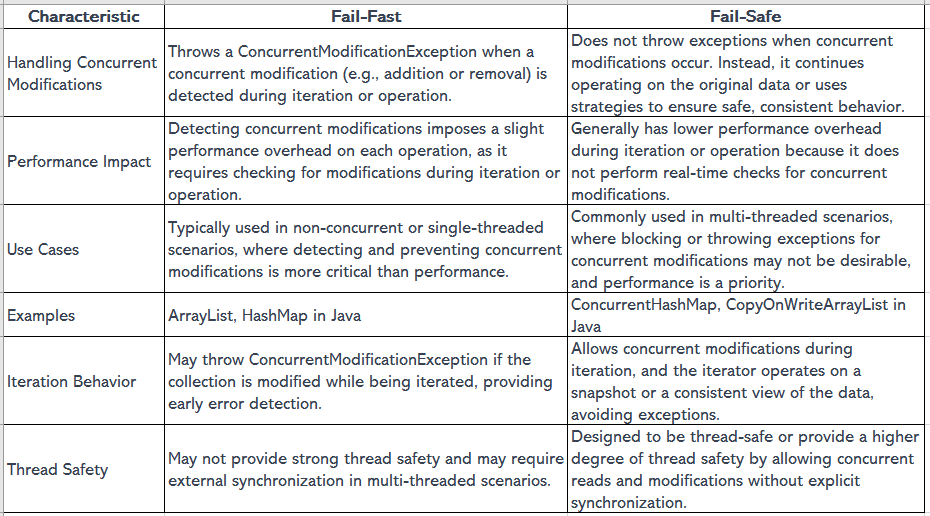 Characteristic Fail-Fast Fail-Safe
Handling Concurrent
Modifications
Throws a ConcurrentModificationException when a
concurrent modification (e.g., addition or removal) is
detected during iteration or operation.
Does not throw exceptions when concurrent
modifications occur. Instead, it continues
operating on the original data or uses
strategies to ensure safe, consistent behavior.
Performance Impact
Detecting concurrent modifications imposes a slight
performance overhead on each operation, as it
requires checking for modifications during iteration or
operation.
Generally has lower performance overhead
during iteration or operation because it does
not perform real-time checks for concurrent
modifications.
Use Cases
Typically used in non-concurrent or single-threaded
scenarios, where detecting and preventing concurrent
modifications is more critical than performance.
Commonly used in multi-threaded scenarios,
where blocking or throwing exceptions for
concurrent modifications may not be desirable,
and performance is a priority.
Examples
ArrayList, HashMap in Java
ConcurrentHashMap, CopyOnWriteArrayList in
Java
Iteration Behavior
May throw ConcurrentModificationException if the
collection is modified while being iterated, providing
early error detection.
Allows concurrent modifications during
iteration, and the iterator operates on a
snapshot or a consistent view of the data,
avoiding exceptions.
Thread Safety
May not provide strong thread safety and may require
external synchronization in multi-threaded scenarios.
Designed to be thread-safe or provide a higher
degree of thread safety by allowing concurrent
reads and modifications without explicit
synchronization.